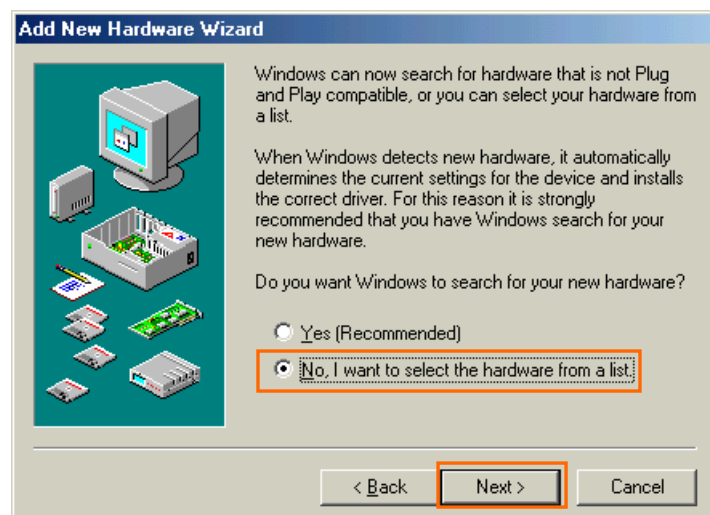 Add New Hardware Wizard
Windows can now search for hardware that is not Plug
and Play compatible, or you can select your hardware from
a list.
When Windows detects new hardware, it automatically
determines the current settings for the device and installs
the correct driver. For this reason it is strongly
recommended that you have Windows search for your
new hardware.
Do you want Windows to search for your new hardware?
Yes (Recommended)
No, I want to select the hardware from a list.
< Back
Next >
Cancel